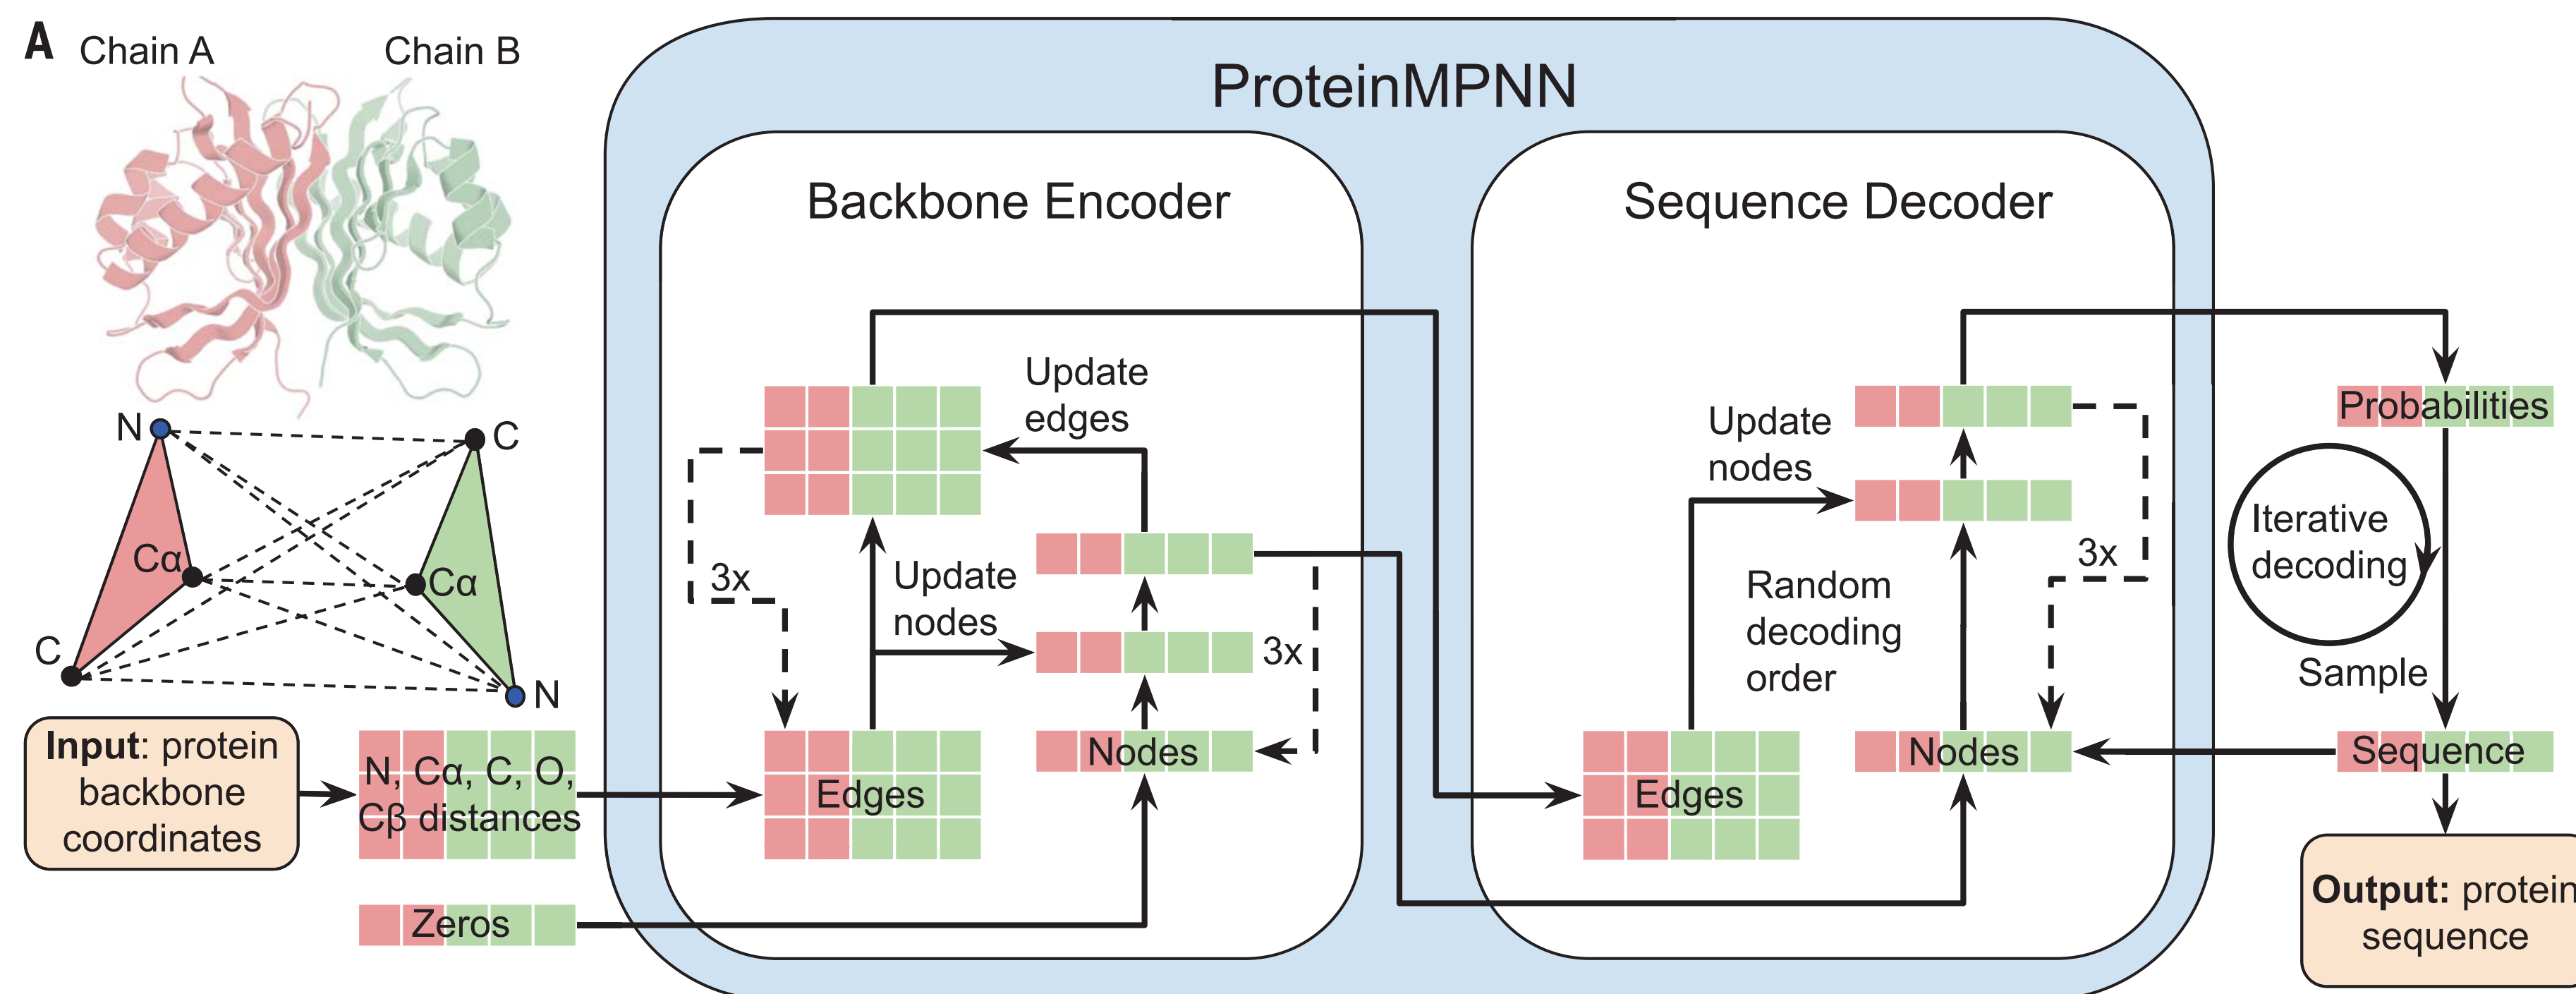 A
Chain A
Chain B
N
C
Cα
Cα
C
N
Input: protein
backbone
coordinates
N, Cα, C, O,
Cβ distances
Zeros
ProteinMPNN
Backbone Encoder
Update
edges
3x
Update
nodes
3x
Edges
Nodes
Sequence Decoder
Update
nodes
Random
decoding
order
3x
Edges
Nodes
Probabilities
Iterative
decoding
Sample
Sequence
Output: protein
sequence